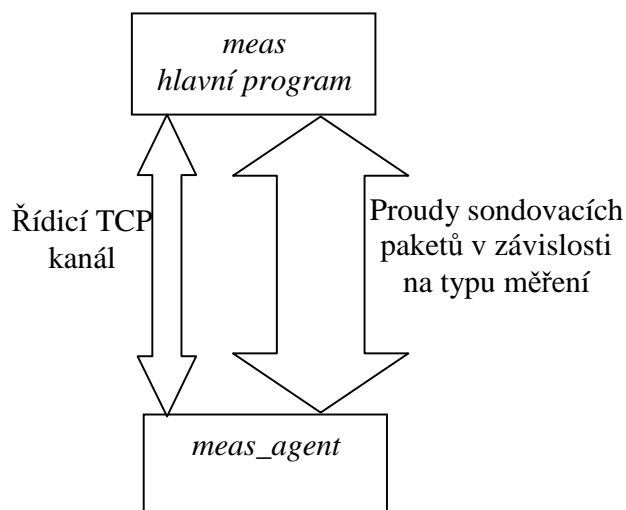 meas
hlavní program
Řídicí TCP
kanál
Proudy sondovacích
paketů v závislosti
na typu měření
meas_agent